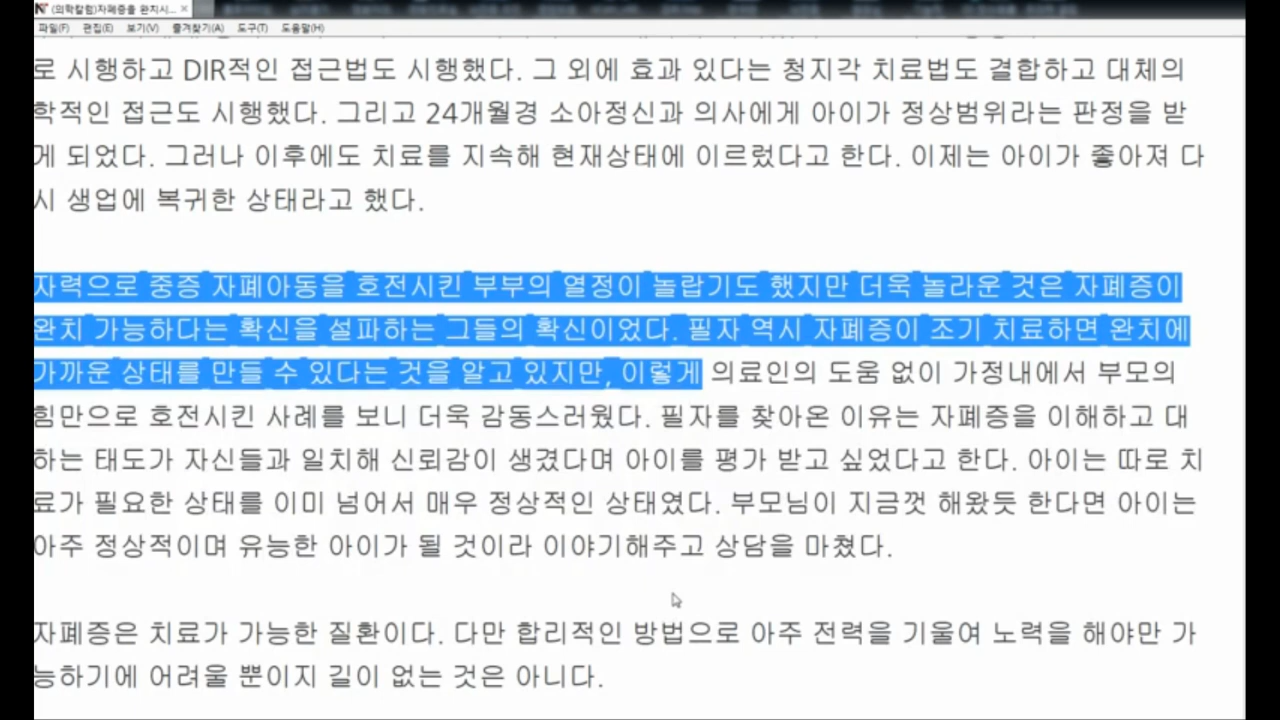 (의학칼럼)자폐증을 완치시...
파일(F) 편집(E) 보기(V) 즐겨찾기(A) 도구(T) 도움말(H)
로 시행하고 DIR적인 접근법도 시행했다. 그 외에 효과 있다는 청지각 치료법도 결합하고 대체의
학적인 접근도 시행했다. 그리고 24개월경 소아정신과 의사에게 아이가 정상범위라는 판정을 받
게 되었다. 그러나 이후에도 치료를 지속해 현재상태에 이르렀다고 한다. 이제는 아이가 좋아져 다
시 생업에 복귀한 상태라고 했다.
자력으로 중증 자폐아동을 호전시킨 부부의 열정이 놀랍기도 했지만 더욱 놀라운 것은 자폐증이
완치 가능하다는 확신을 설파하는 그들의 확신이었다. 필자 역시 자폐증이 조기 치료하면 완치에
가까운 상태를 만들 수 있다는 것을 알고 있지만, 이렇게 의료인의 도움 없이 가정내에서 부모의
힘만으로 호전시킨 사례를 보니 더욱 감동스러웠다. 필자를 찾아온 이유는 자폐증을 이해하고 대
하는 태도가 자신들과 일치해 신뢰감이 생겼다며 아이를 평가 받고 싶었다고 한다. 아이는 따로 치
료가 필요한 상태를 이미 넘어서 매우 정상적인 상태였다. 부모님이 지금껏 해왔듯 한다면 아이는
아주 정상적이며 유능한 아이가 될 것이라 이야기해주고 상담을 마쳤다.
자폐증은 치료가 가능한 질환이다. 다만 합리적인 방법으로 아주 전력을 기울여 노력을 해야만 가
능하기에 어려울 뿐이지 길이 없는 것은 아니다.